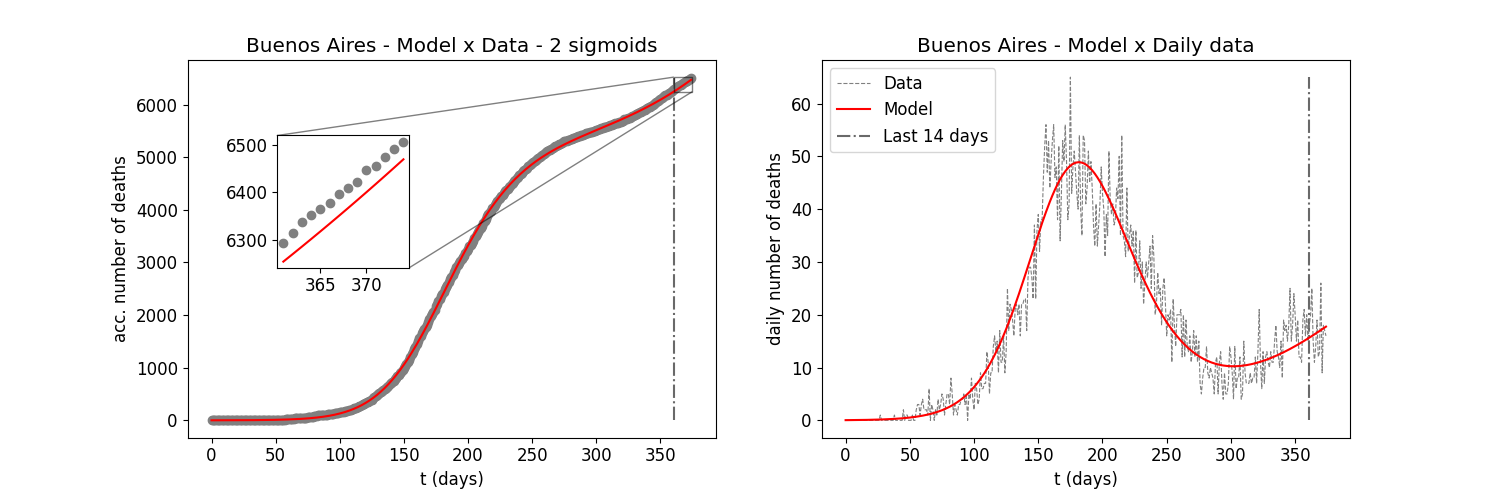 Buenos Aires - Model x Data - 2 sigmoids
acc. number of deaths
6000
5000
4000
3000
2000
1000
0
6500
6400
6300
365 370
0 50 100 150 200 250 300 350
t (days)
Buenos Aires - Model x Daily data
daily number of deaths
60
50
40
30
20
10
0
Data
Model
Last 14 days
0 50 100 150 200 250 300 350
t (days)